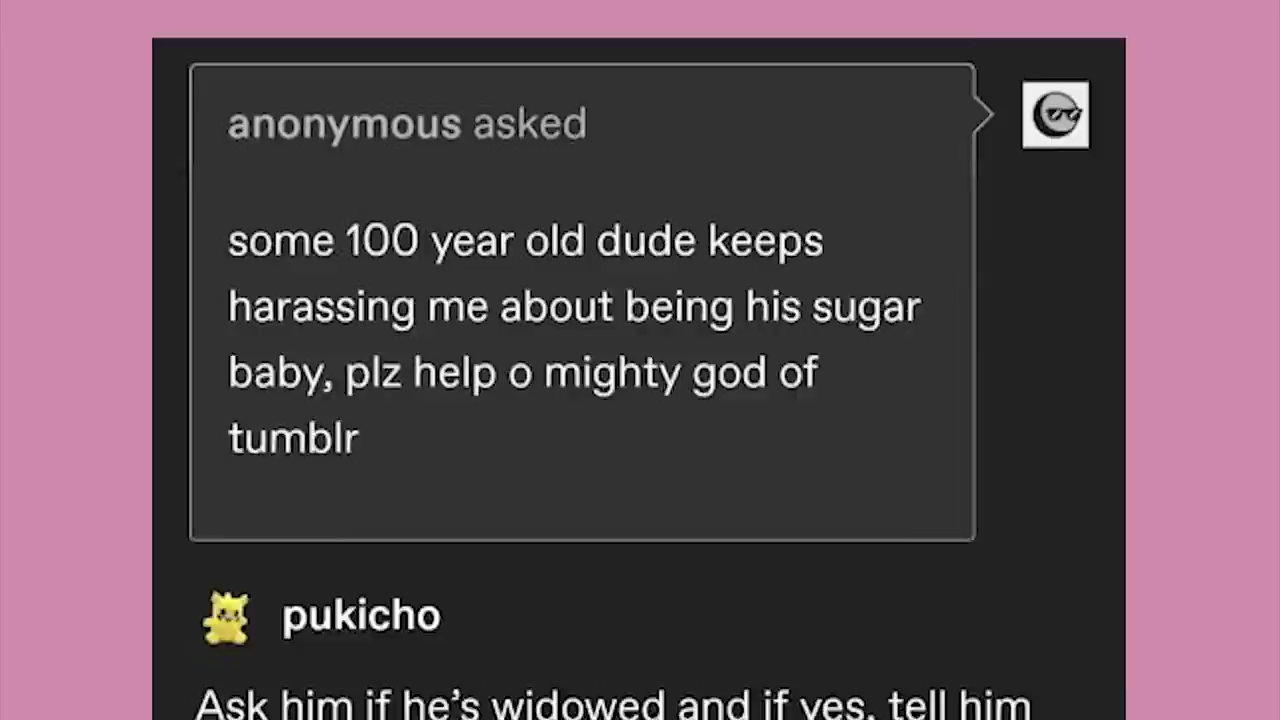 anonymous asked
some 100 year old dude keeps
harassing me about being his sugar
baby, plz help o mighty god of
tumblr
pukicho
Ask him if he's widowed and if yes, tell him